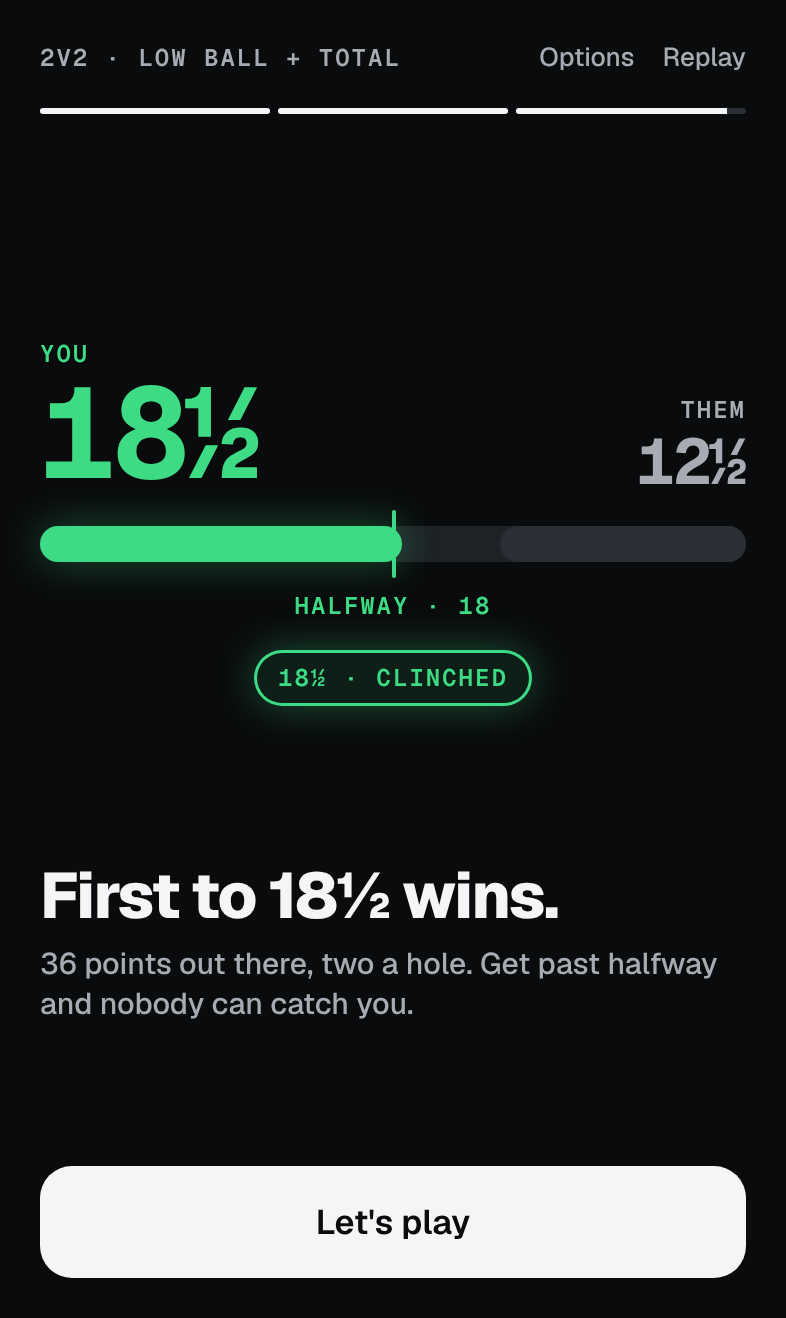 2V2 · LOW BALL + TOTAL
Options
Replay
YOU
18½
THEM
12½
HALFWAY · 18
18½ · CLINCHED
First to 18½ wins.
36 points out there, two a hole. Get past halfway
and nobody can catch you.
Let's play